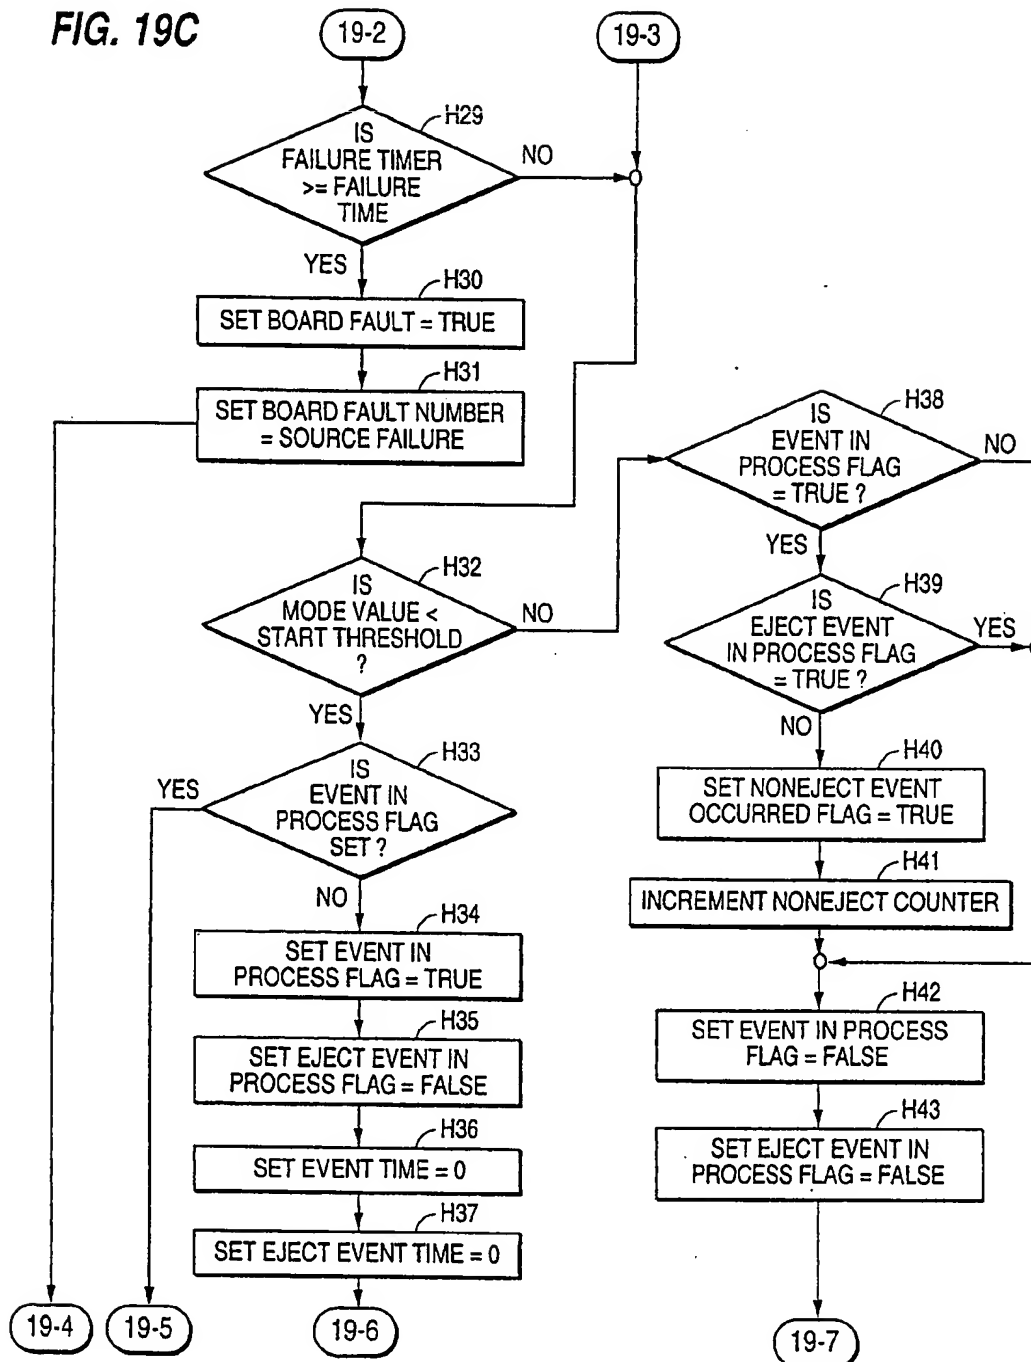 FIG. 19C
19-2
19-3
H29
IS
FAILURE TIMER
>= FAILURE
TIME
NO
YES
H30
SET BOARD FAULT = TRUE
H31
SET BOARD FAULT NUMBER
= SOURCE FAILURE
H32
IS
MODE VALUE <
START THRESHOLD
?
NO
YES
H33
IS
EVENT IN
PROCESS FLAG
SET ?
YES
NO
H34
SET EVENT IN
PROCESS FLAG = TRUE
H35
SET EJECT EVENT IN
PROCESS FLAG = FALSE
H36
SET EVENT TIME = 0
H37
SET EJECT EVENT TIME = 0
H38
IS
EVENT IN
PROCESS FLAG
= TRUE ?
NO
YES
H39
IS
EJECT EVENT
IN PROCESS FLAG
= TRUE ?
YES
NO
H40
SET NONEJECT EVENT
OCCURRED FLAG = TRUE
H41
INCREMENT NONEJECT COUNTER
H42
SET EVENT IN PROCESS
FLAG = FALSE
H43
SET EJECT EVENT IN
PROCESS FLAG = FALSE
19-4
19-5
19-6
19-7